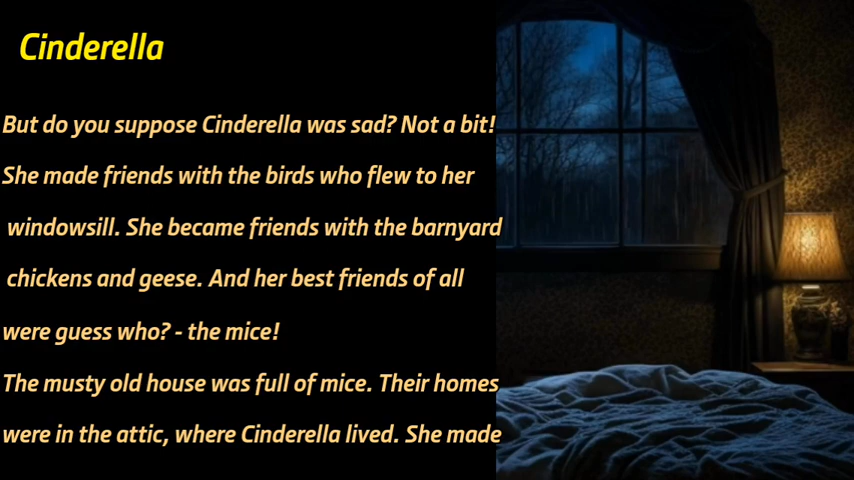 Cinderella
But do you suppose Cinderella was sad? Not a bit!
She made friends with the birds who flew to her
windowsill. She became friends with the barnyard
chickens and geese. And her best friends of all
were guess who? - the mice!
The musty old house was full of mice. Their homes
were in the attic, where Cinderella lived. She made